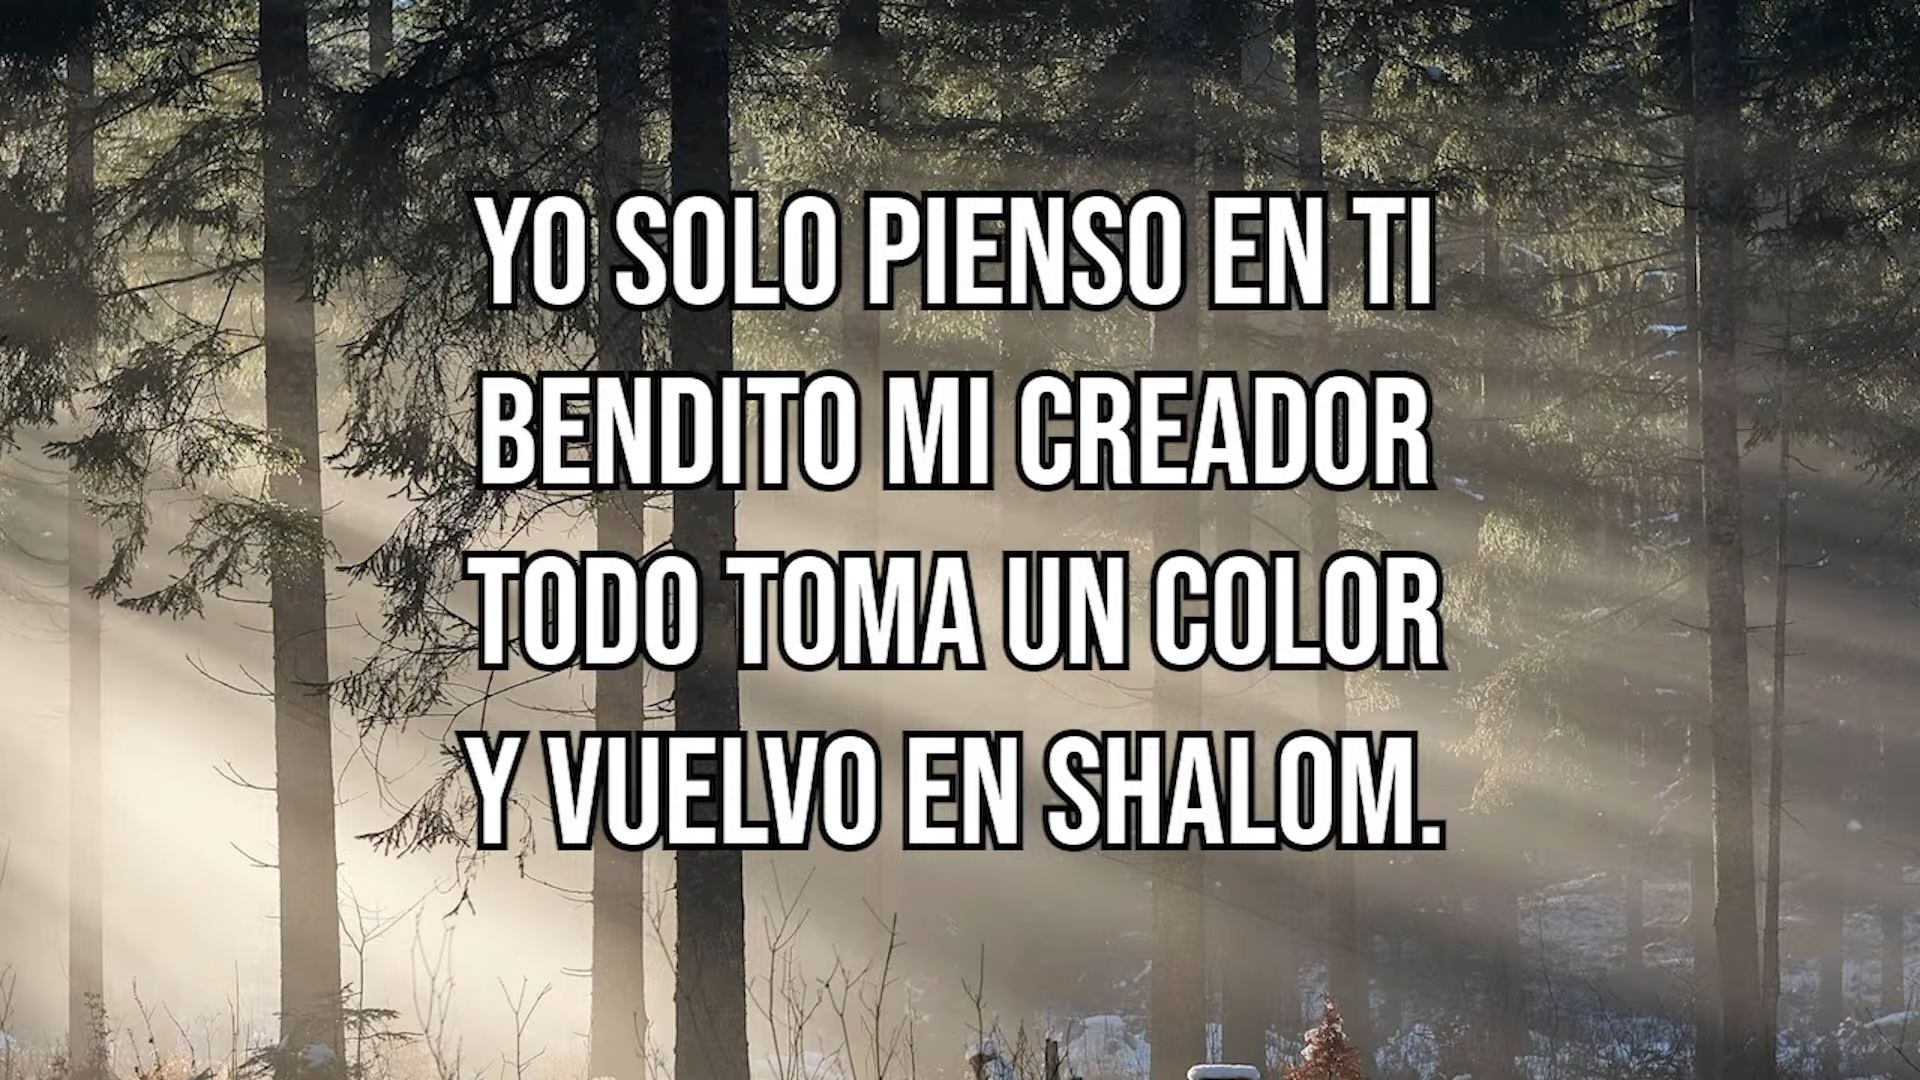 YO SOLO PIENSO EN TI
BENDITO MI CREADOR
TODO TOMA UN COLOR
Y VUELVO EN SHALOM.